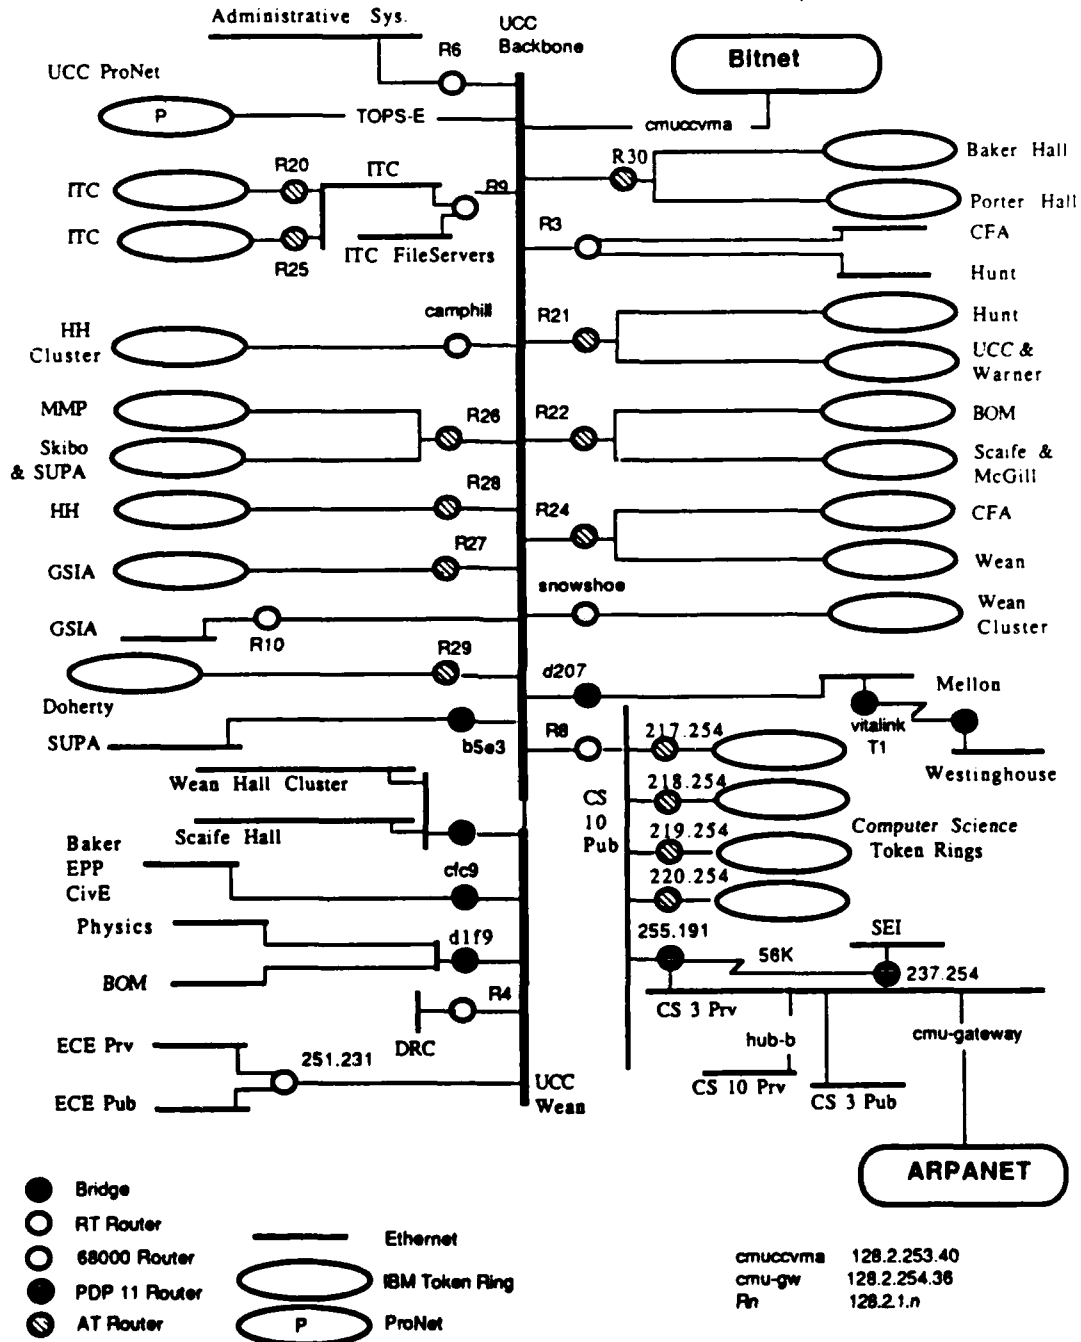 Administrative Sys.
UCC
Backbone
R6
Bitnet
UCC ProNet
P
TOPS-E
cmuccvma
R30
Baker Hall
Porter Hall
R20
ITC
ITC
R9
ITC
R25
ITC FileServers
R3
CFA
Hunt
camphill
R21
HH
Cluster
Hunt
UCC &
Warner
MMP
R26
R22
BOM
Skibo
& SUPA
Scaife &
McGill
R28
HH
R24
CFA
R27
GSIA
Wean
snowshoe
Wean
Cluster
GSIA
R10
R29
Doherty
d207
Mellon
vitalink
T1
Westinghouse
SUPA
b5e3
R8
217.254
Wean Hall Cluster
CS
10
Pub
218.254
Scaife Hall
219.254
Computer Science
Token Rings
Baker
EPP
CivE
cfc9
220.254
Physics
d1f9
255.191
SEI
56K
237.254
BOM
R4
CS 3 Prv
DRC
hub-b
cmu-gateway
ECE Prv
251.231
CS 10 Prv
UCC
Wean
CS 3 Pub
ECE Pub
ARPANET
Bridge
RT Router
68000 Router
PDP 11 Router
AT Router
Ethernet
IBM Token Ring
P
ProNet
cmuccvma 128.2.253.40
cmu-gw 128.2.254.36
Rn 128.2.1.n